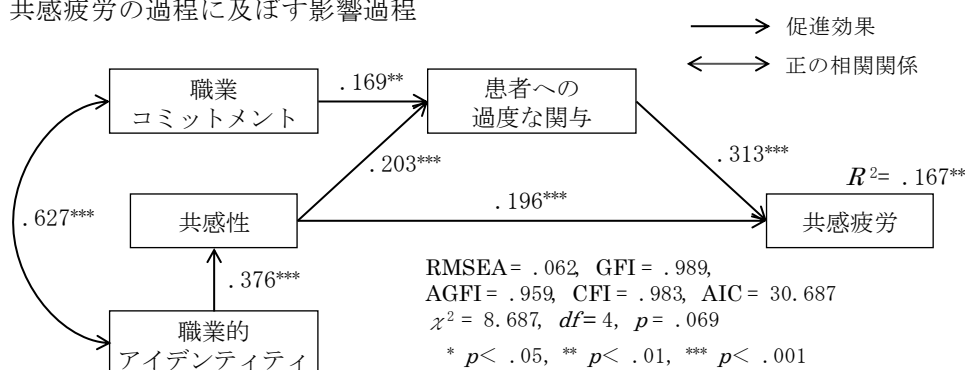 共感疲労の過程に及ぼす影響過程
促進効果
正の相関関係
職業
コミットメント
.169**
患者への
過度な関与
.203***
.313***
R²= .167**
.627***
共感性
.196***
共感疲労
.376***
RMSEA= .062, GFI= .989,
AGFI= .959, CFI= .983, AIC= 30.687
χ²= 8.687, df=4, p= .069
* p< .05, ** p< .01, *** p< .001
職業的
アイデンティティ